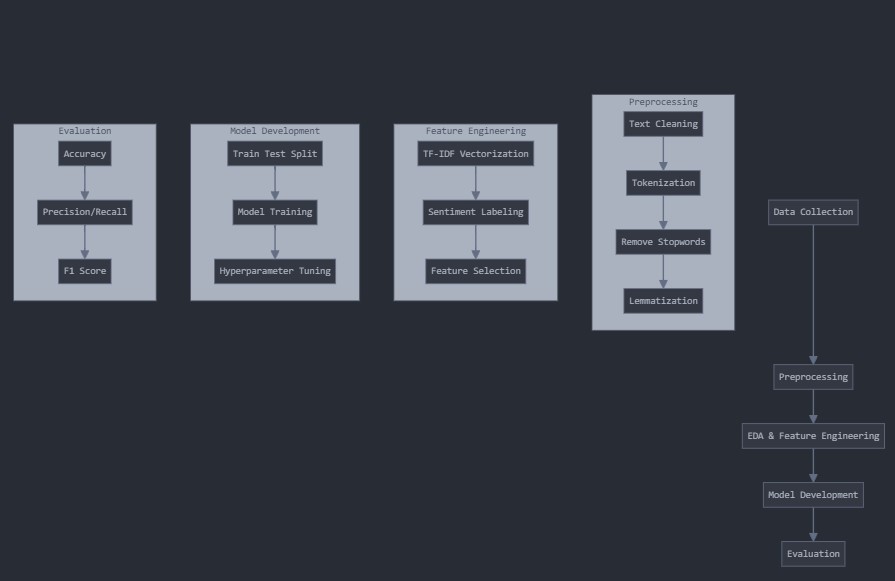 Evaluation
Accuracy
Precision/Recall
F1 Score
Model Development
Train Test Split
Model Training
Hyperparameter Tuning
Feature Engineering
TF-IDF Vectorization
Sentiment Labeling
Feature Selection
Preprocessing
Text Cleaning
Tokenization
Remove Stopwords
Lemmatization
Data Collection
Preprocessing
EDA & Feature Engineering
Model Development
Evaluation